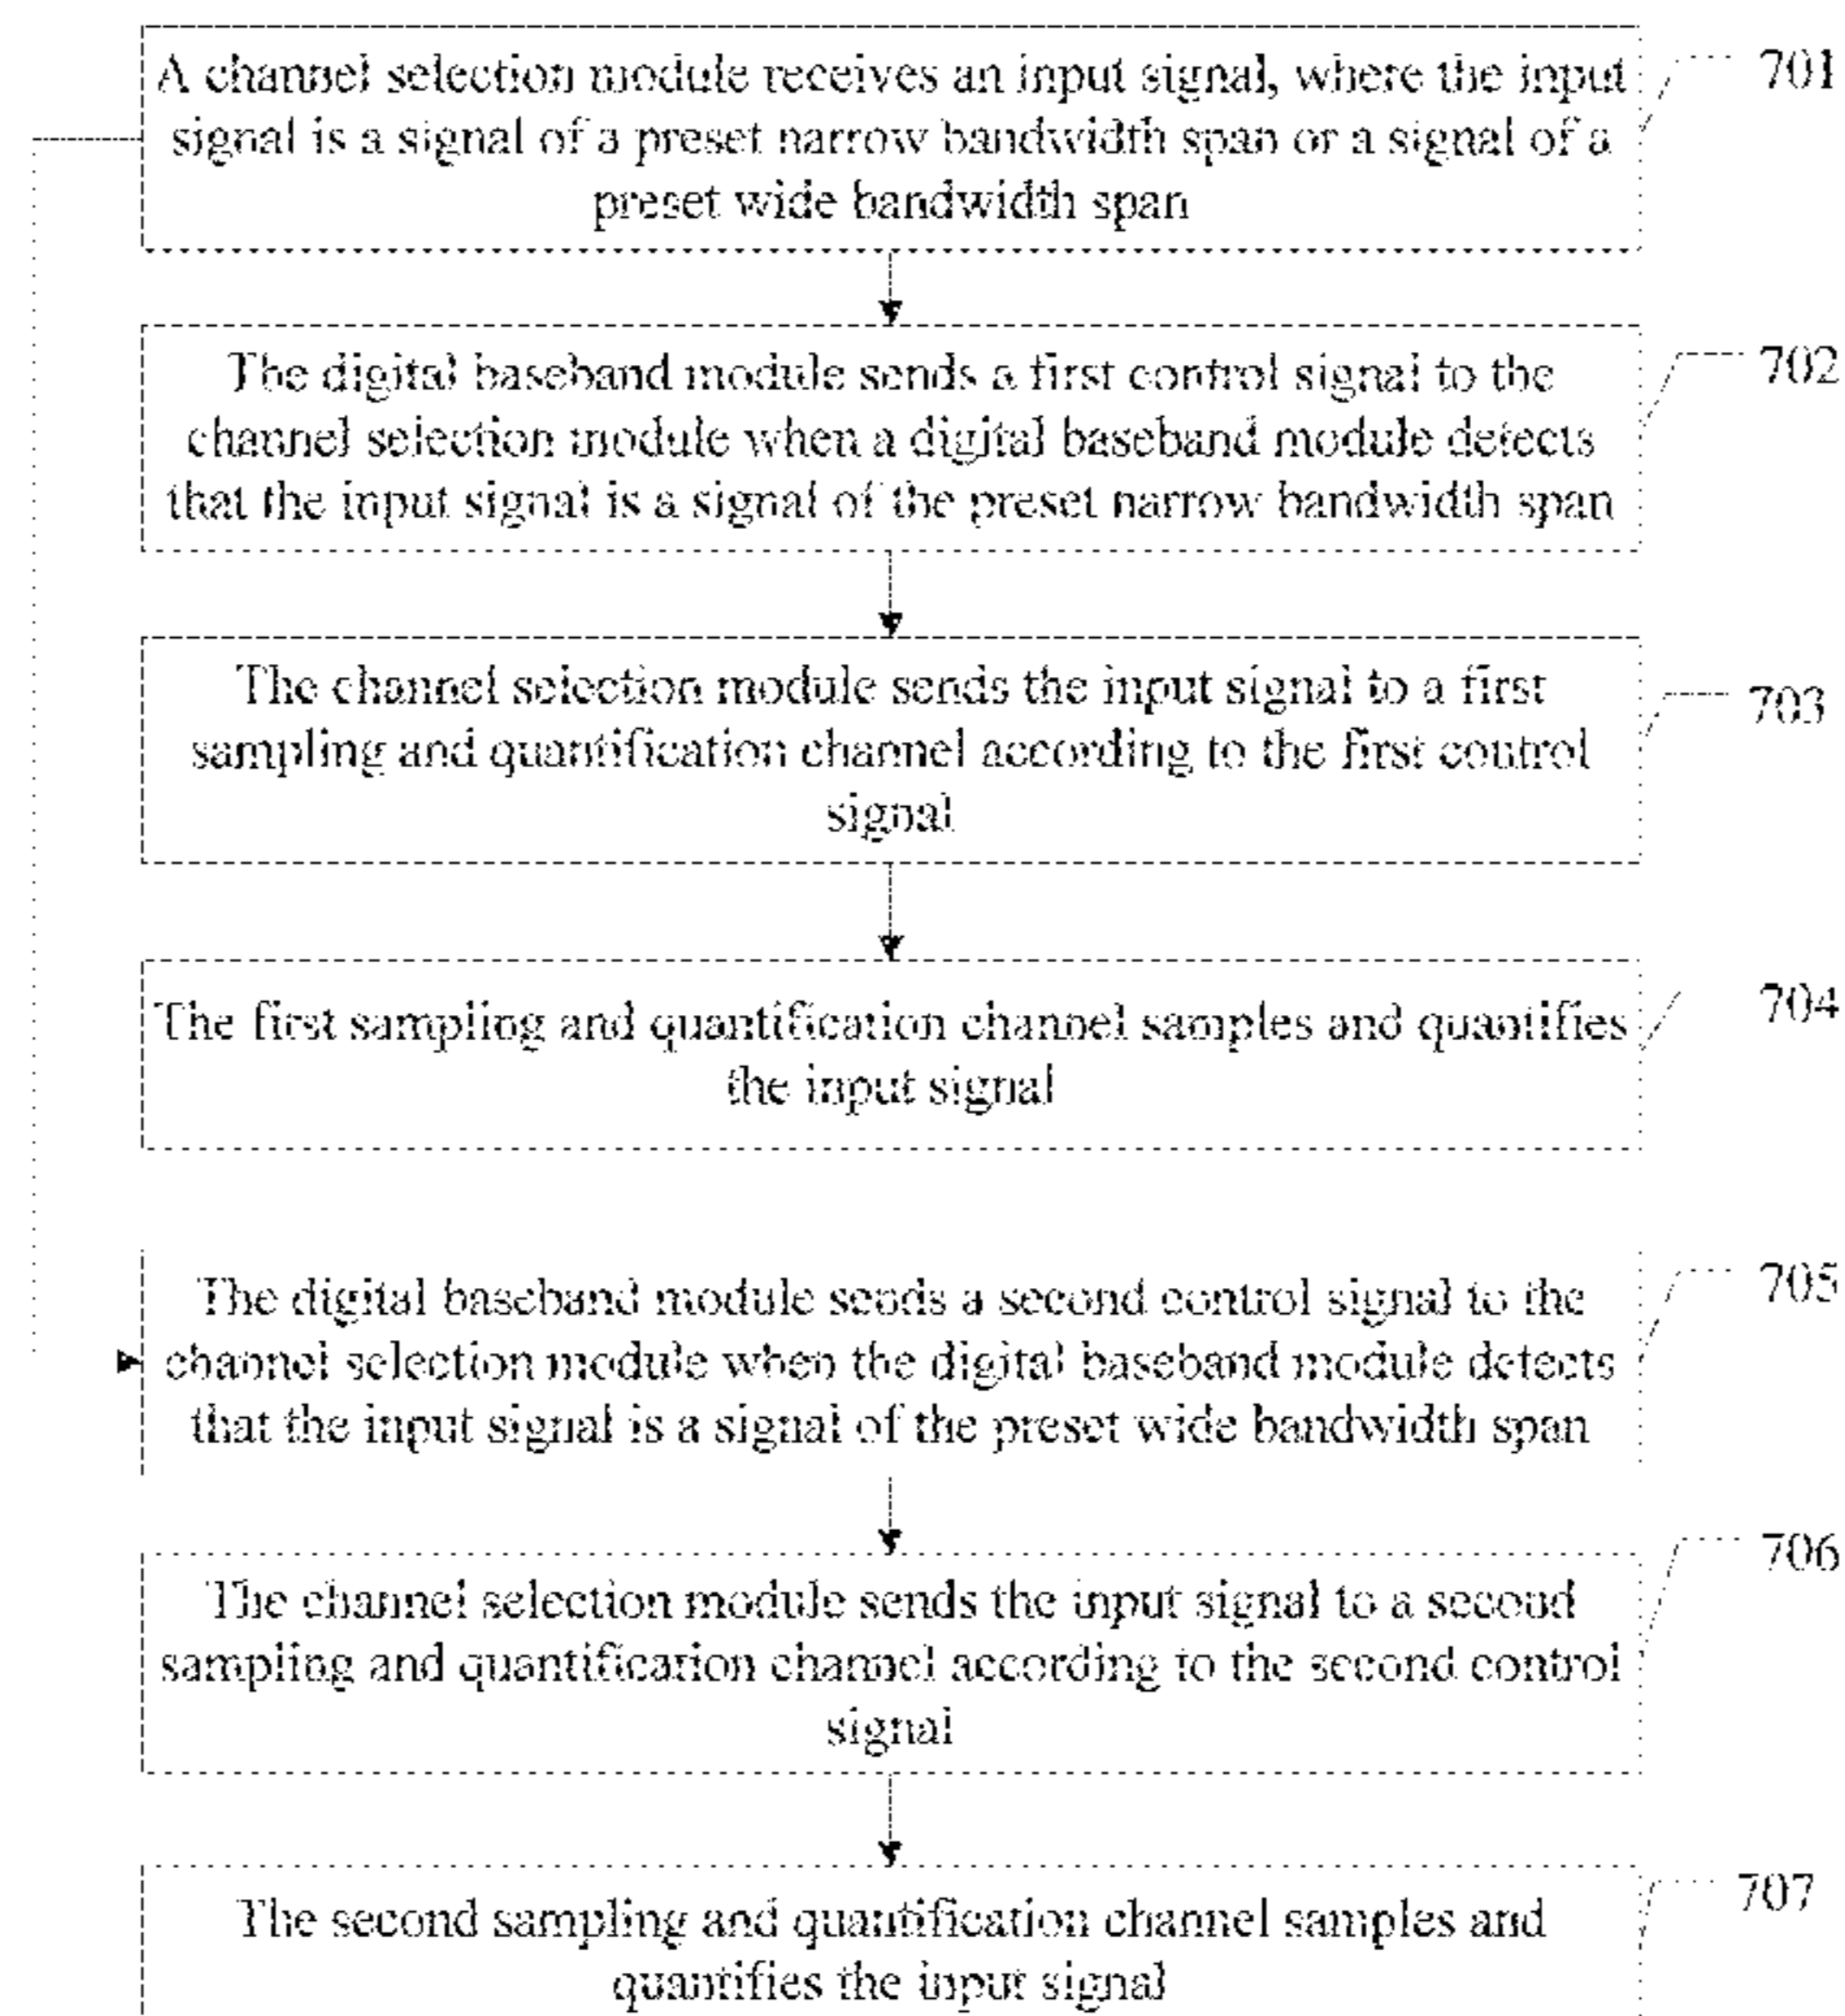 A channel selection module receives an input signal, where the input
signal is a signal of a preset narrow bandwidth span or a signal of a
preset wide bandwidth span
701
The digital baseband module sends a first control signal to the
channel selection module when a digital baseband module detects
that the input signal is a signal of the preset narrow bandwidth span
702
The channel selection module sends the input signal to a first
sampling and quantification channel according to the first control
signal
703
The first sampling and quantification channel samples and quantifies
the input signal
704
The digital baseband module sends a second control signal to the
channel selection module when the digital baseband module detects
that the input signal is a signal of the preset wide bandwidth span
705
The channel selection module sends the input signal to a second
sampling and quantification channel according to the second control
signal
706
The second sampling and quantification channel samples and
quantifies the input signal
707